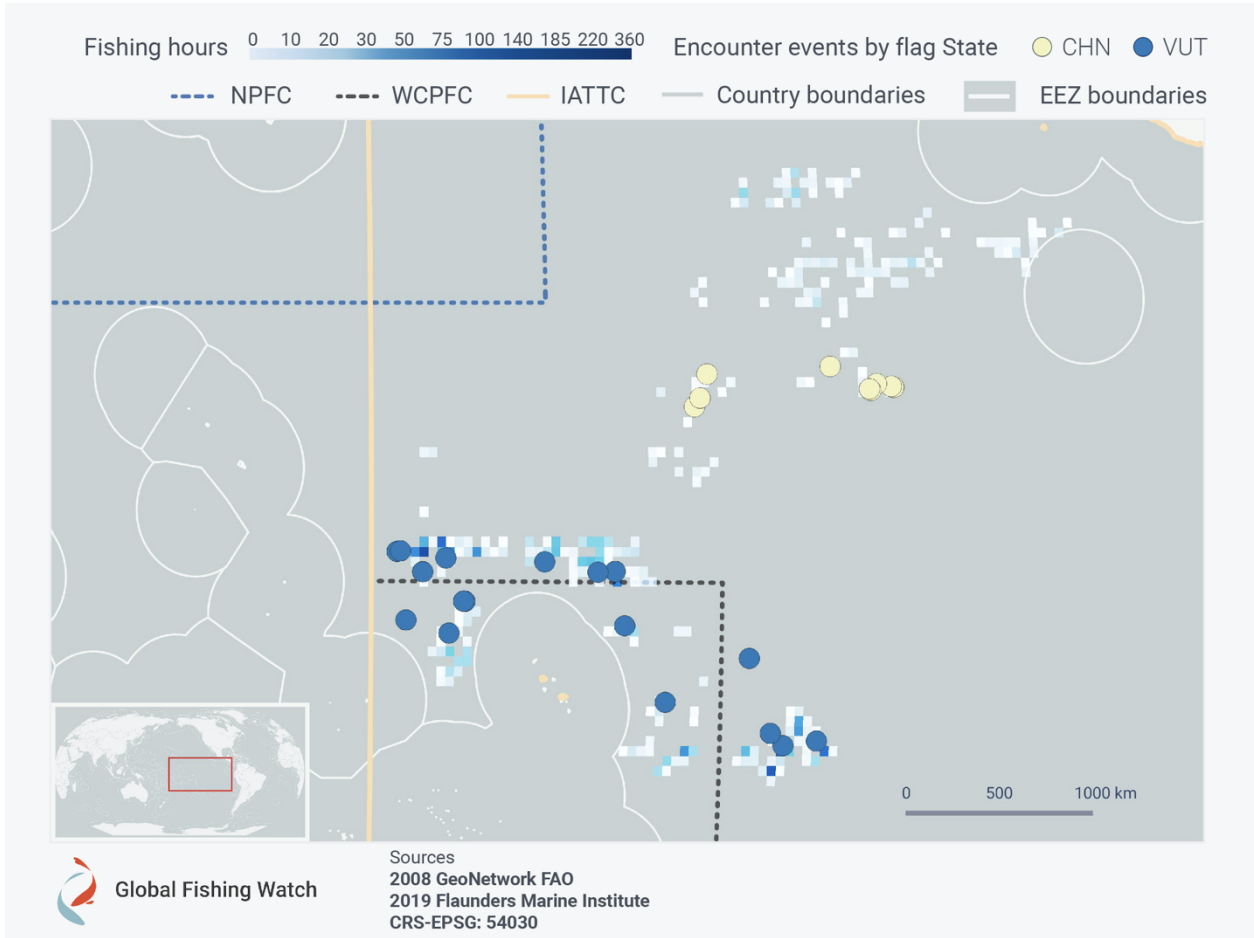 Fishing hours 0 10 20 30 50 75 100 140 185 220 360 Encounter events by flag State CHN VUT
NPFC WCPFC IATTC Country boundaries EEZ boundaries
0 500 1000 km
Global Fishing Watch
Sources
2008 GeoNetwork FAO
2019 Flaunders Marine Institute
CRS-EPSG: 54030